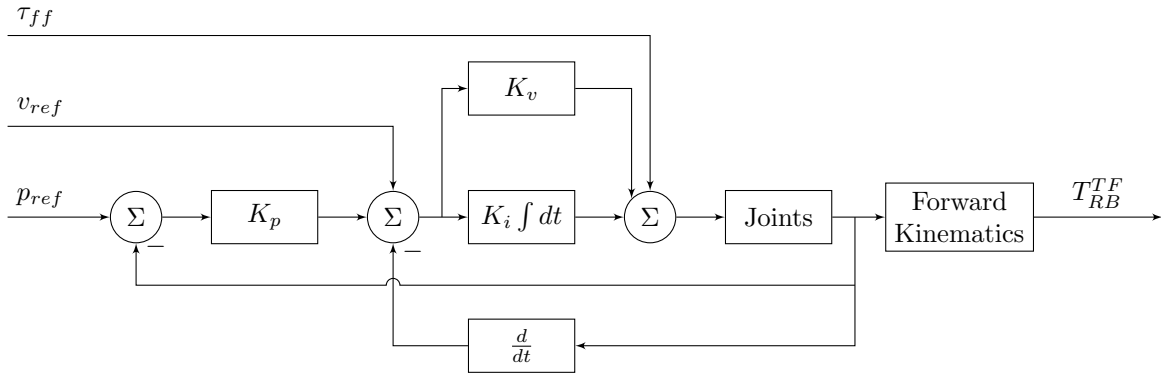 τ_ff
K_v
v_ref
p_ref
Σ
K_p
Σ
K_i ∫ dt
Σ
Joints
Forward
Kinematics
T_RB^TF
−
−
d/dt